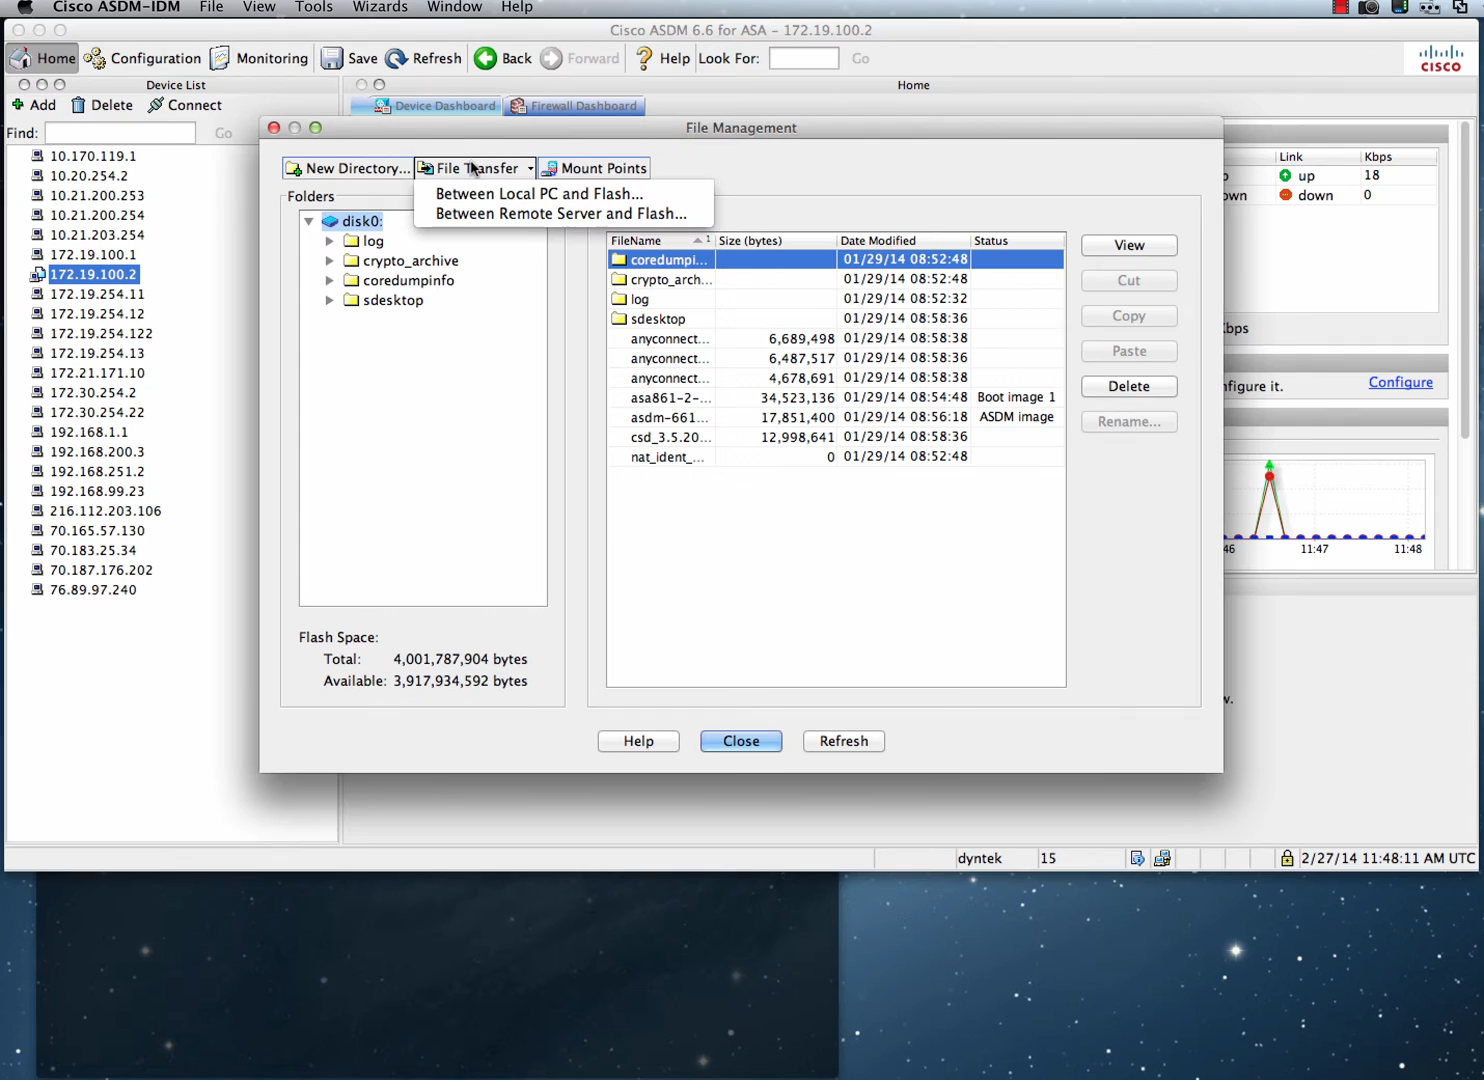 Cisco ASDM-IDM File View Tools Wizards Window Help
Cisco ASDM 6.6 for ASA - 172.19.100.2
Home Configuration Monitoring Save Refresh Back Forward Help Look For: Go
cisco
Device List
Home
Add Delete Connect
Device Dashboard Firewall Dashboard
Find: Go
File Management
10.170.119.1
10.20.254.2
10.21.200.253
10.21.200.254
10.21.203.254
172.19.100.1
172.19.100.2
172.19.254.11
172.19.254.12
172.19.254.122
172.19.254.13
172.21.171.10
172.30.254.2
172.30.254.22
192.168.1.1
192.168.200.3
192.168.251.2
192.168.99.23
216.112.203.106
70.165.57.130
70.183.25.34
70.187.176.202
76.89.97.240
New Directory... File Transfer Mount Points
Between Local PC and Flash...
Between Remote Server and Flash...
Folders
disk0:
log
crypto_archive
coredumpinfo
sdesktop
Flash Space:
Total: 4,001,787,904 bytes
Available: 3,917,934,592 bytes
FileName 1 Size (bytes) Date Modified Status
coredumpi... 01/29/14 08:52:48
crypto_arch... 01/29/14 08:52:48
log 01/29/14 08:52:32
sdesktop 01/29/14 08:58:36
anyconnect... 6,689,498 01/29/14 08:58:38
anyconnect... 6,487,517 01/29/14 08:58:36
anyconnect... 4,678,691 01/29/14 08:58:38
asa861-2-... 34,523,136 01/29/14 08:54:48 Boot image 1
asdm-661... 17,851,400 01/29/14 08:56:18 ASDM image
csd_3.5.20... 12,998,641 01/29/14 08:58:36
nat_ident_... 0 01/29/14 08:52:48
View
Cut
Copy
Paste
Delete
Rename...
Help Close Refresh
Link Kbps
p up 18
own down 0
Kbps
nfigure it. Configure
46 11:47 11:48
w.
dyntek 15 2/27/14 11:48:11 AM UTC